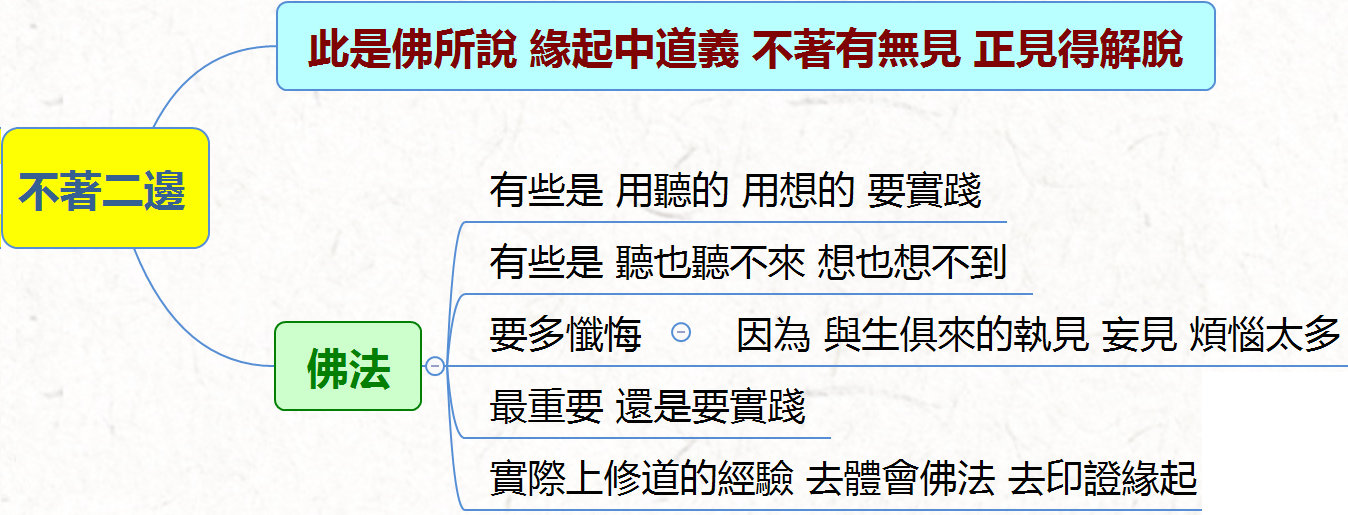 此是佛所說 緣起中道義 不著有無見 正見得解脫
不著二邊
有些是 用聽的 用想的 要實踐
有些是 聽也聽不來 想也想不到
要多懺悔 因為 與生俱來的執見 妄見 煩惱太多
佛法
最重要 還是要實踐
實際上修道的經驗 去體會佛法 去印證緣起